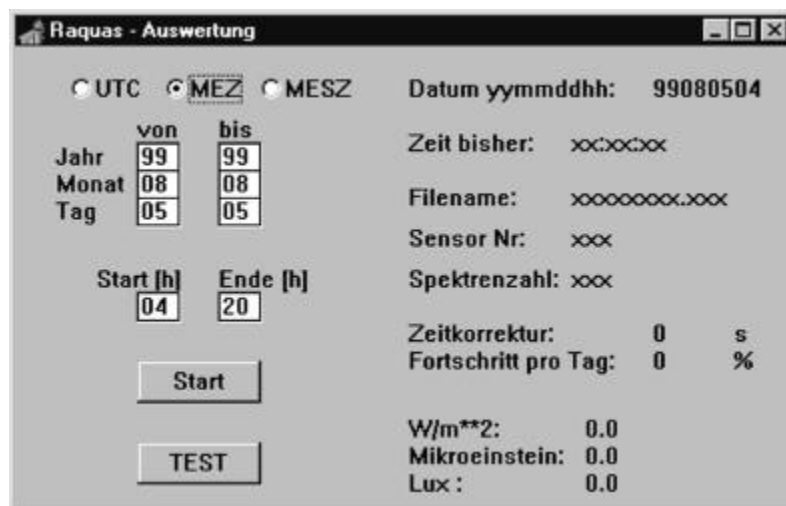 Raquas - Auswertung
UTC MEZ MESZ
von bis
Jahr 99 99
Monat 08 08
Tag 05 05
Start [h] Ende [h]
04 20
Start
TEST
Datum yymmddhh: 99080504
Zeit bisher: xx:xx:xx
Filename: xxxxxxxx.xxx
Sensor Nr: xxx
Spektrenzahl: xxx
Zeitkorrektur: 0 s
Fortschritt pro Tag: 0 %
W/m**2: 0.0
Mikroeinstein: 0.0
Lux : 0.0